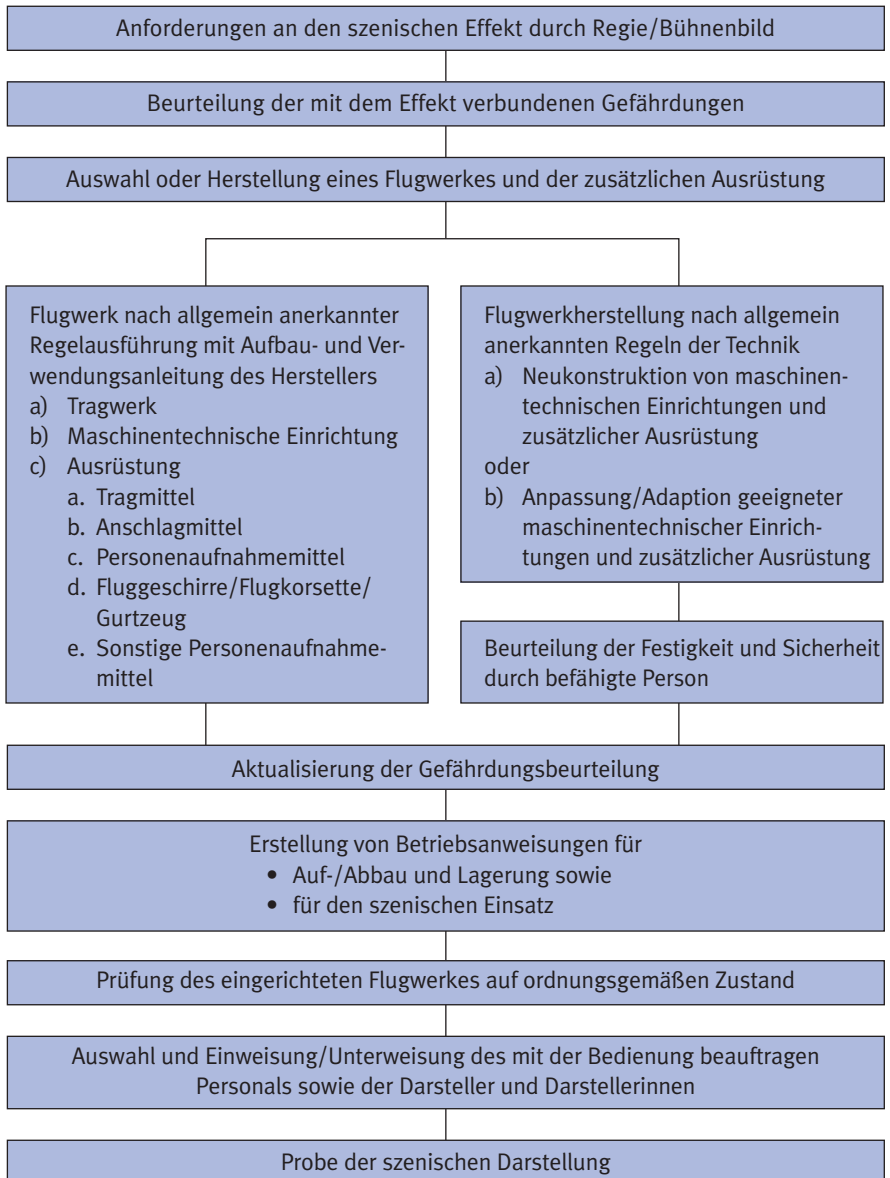 Anforderungen an den szenischen Effekt durch Regie/Bühnenbild
Beurteilung der mit dem Effekt verbundenen Gefährdungen
Auswahl oder Herstellung eines Flugwerkes und der zusätzlichen Ausrüstung
Flugwerk nach allgemein anerkannter
Regelausführung mit Aufbau- und Ver-
wendungsanleitung des Herstellers
a) Tragwerk
b) Maschinentechnische Einrichtung
c) Ausrüstung
a. Tragmittel
b. Anschlagmittel
c. Personenaufnahmemittel
d. Fluggeschirre/Flugkorsette/
Gurtzeug
e. Sonstige Personenaufnahme-
mittel
Flugwerkherstellung nach allgemein
anerkannten Regeln der Technik
a) Neukonstruktion von maschinen-
technischen Einrichtungen und
zusätzlicher Ausrüstung
oder
b) Anpassung/Adaption geeigneter
maschinentechnischer Einrich-
tungen und zusätzlicher Ausrüstung
Beurteilung der Festigkeit und Sicherheit
durch befähigte Person
Aktualisierung der Gefährdungsbeurteilung
Erstellung von Betriebsanweisungen für
• Auf-/Abbau und Lagerung sowie
• für den szenischen Einsatz
Prüfung des eingerichteten Flugwerkes auf ordnungsgemäßen Zustand
Auswahl und Einweisung/Unterweisung des mit der Bedienung beauftragen
Personals sowie der Darsteller und Darstellerinnen
Probe der szenischen Darstellung